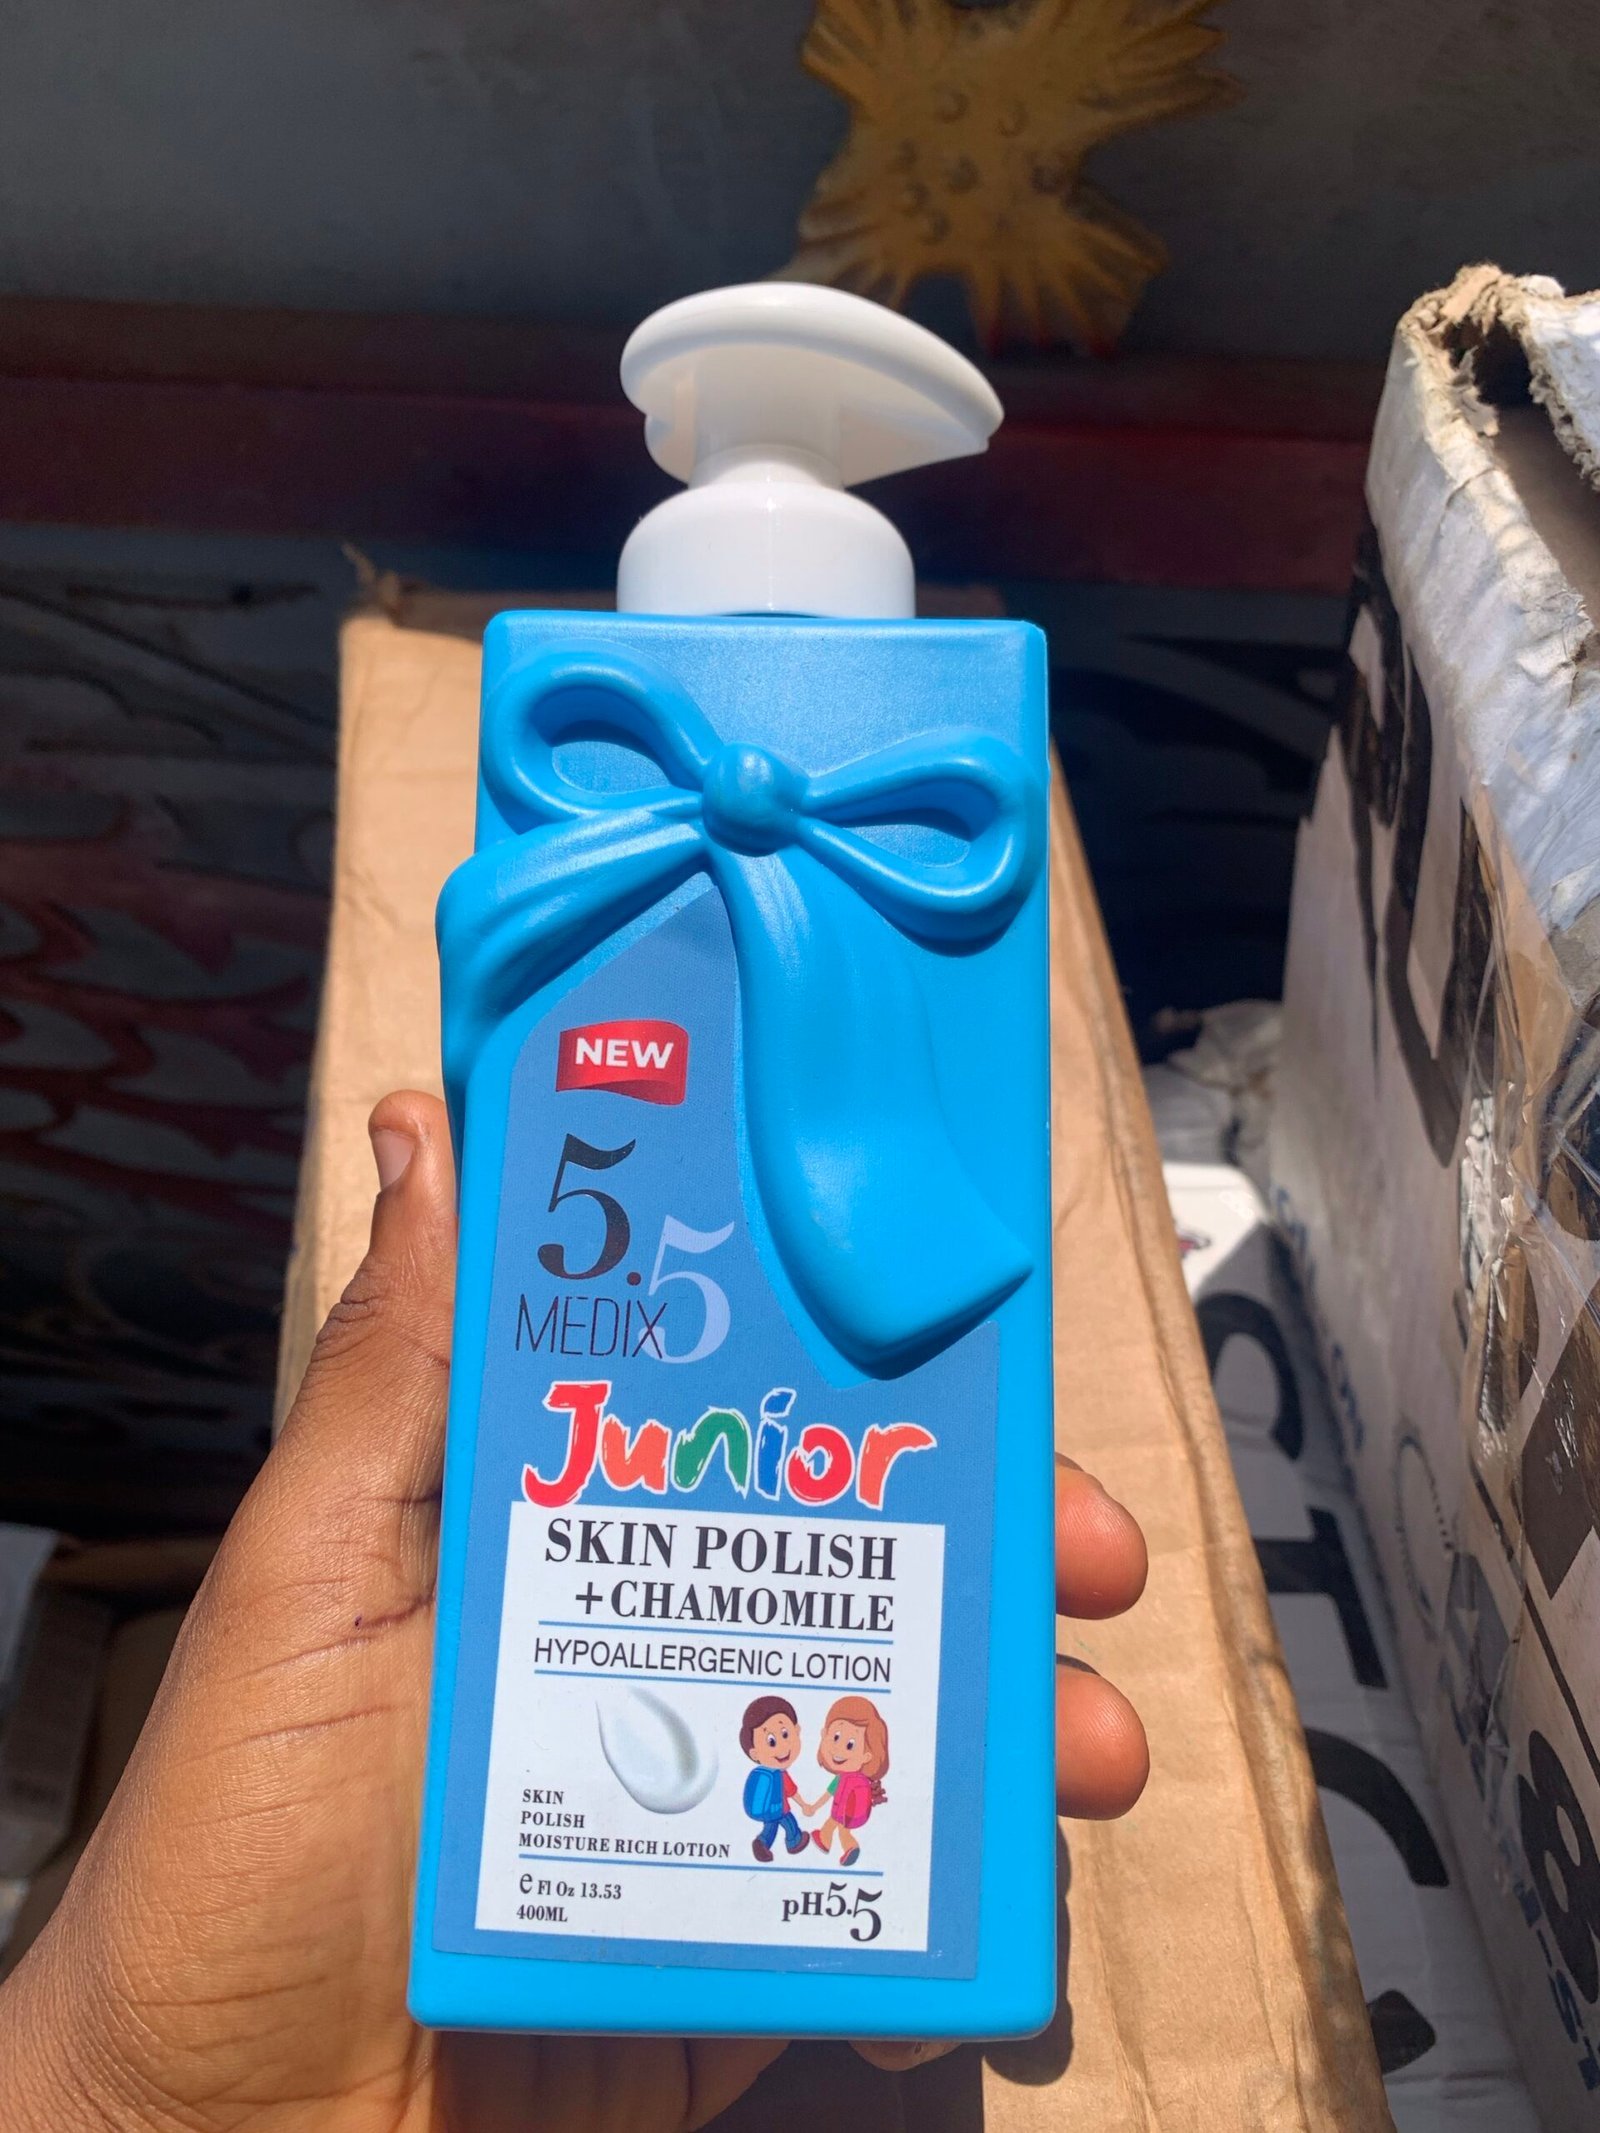 NEW
5.5
MEDIX
Junior
SKIN POLISH
+CHAMOMILE
HYPOALLERGENIC LOTION
SKIN
POLISH
MOISTURE RICH LOTION
e Fl Oz 13.53
400ML
pH5.5